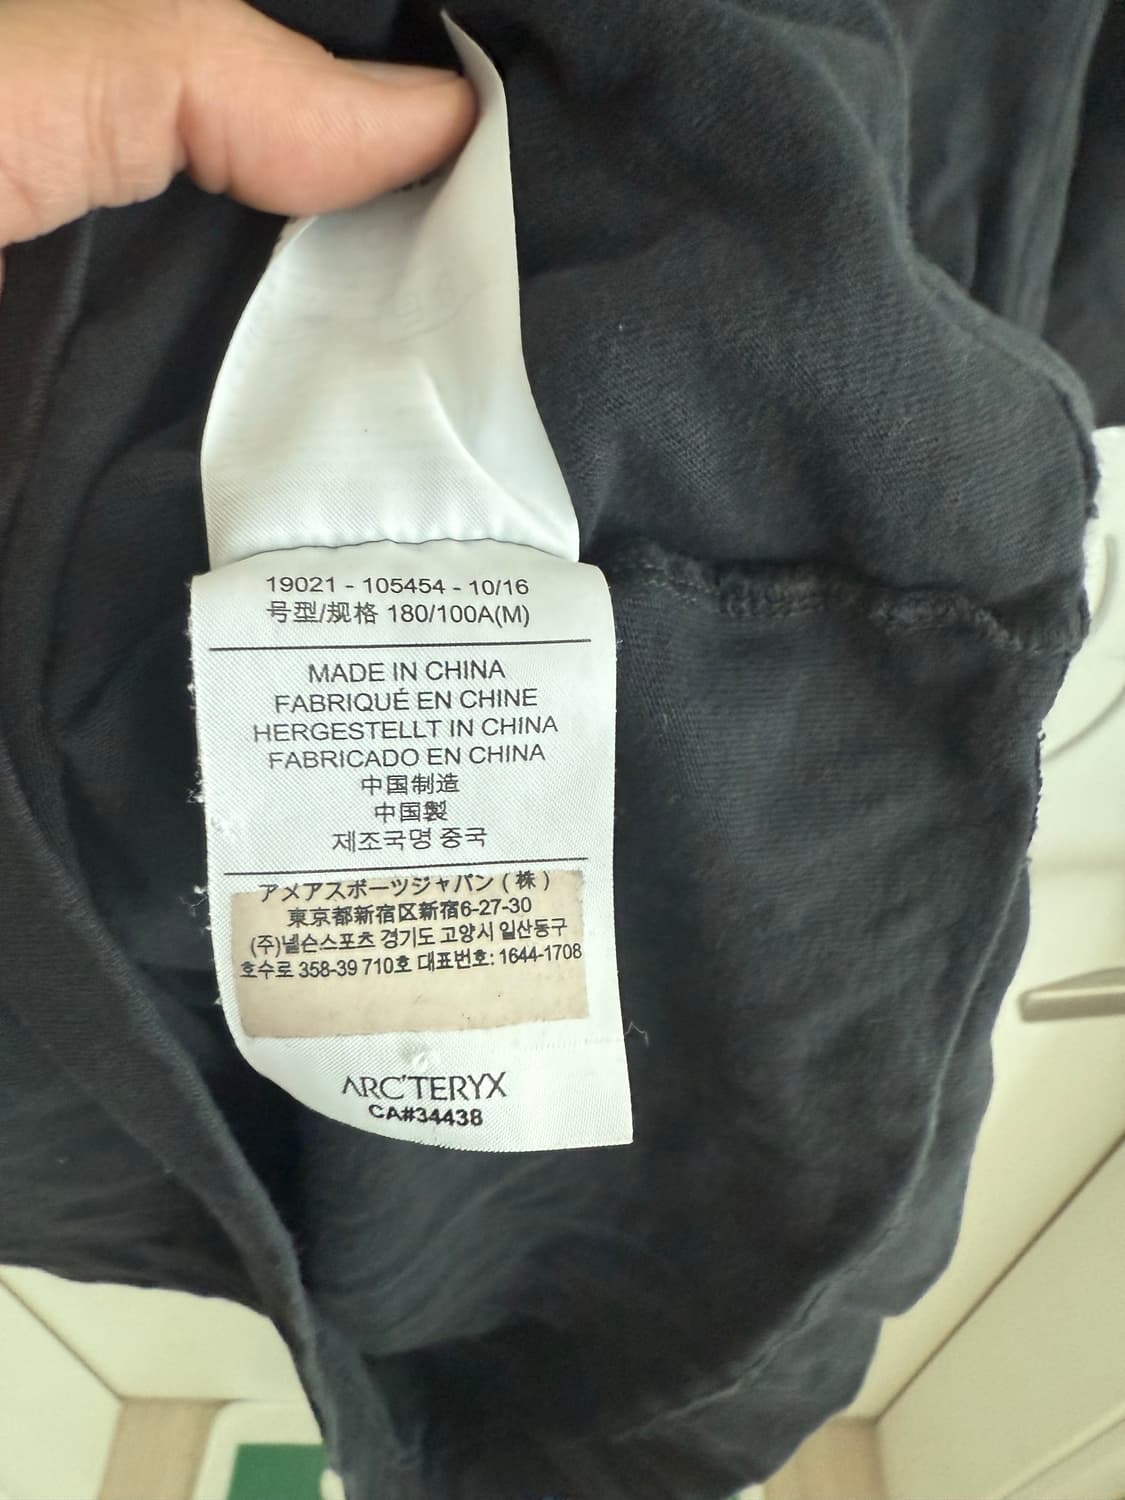 19021 - 105454 - 10/16
号型/规格 180/100A(M)
MADE IN CHINA
FABRIQUÉ EN CHINE
HERGESTELLT IN CHINA
FABRICADO EN CHINA
中国制造
中国製
제조국명 중국
アメアスポーツジャパン(株)
東京都新宿区新宿6-27-30
(주)넬슨스포츠 경기도 고양시 일산동구
호수로 358-39 710호 대표번호: 1644-1708
ARC'TERYX
CA#34438